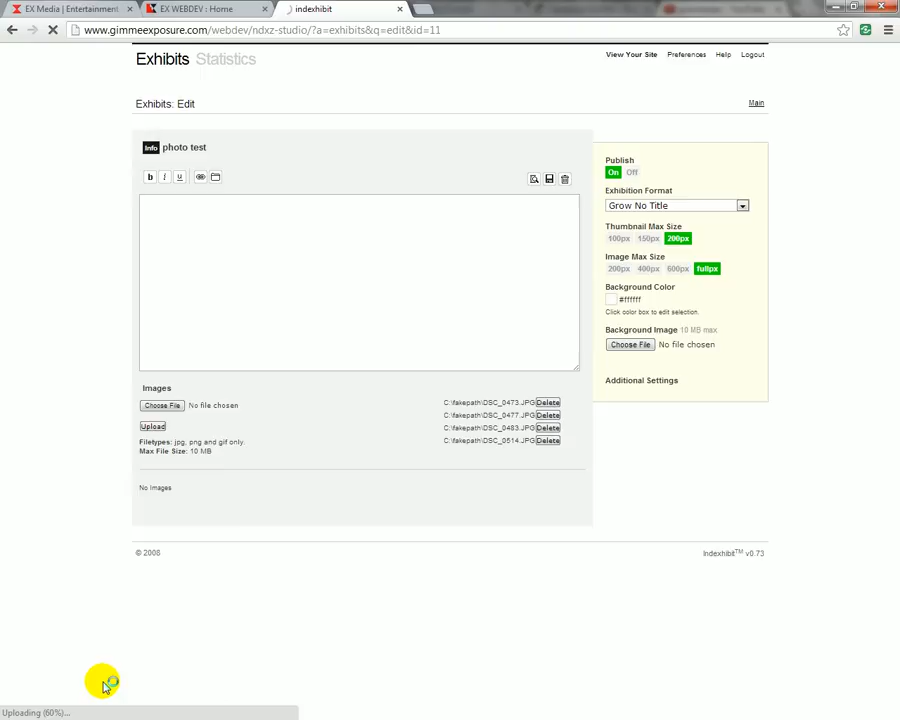 EX Media | Entertainment
EX WEBDEV : Home
indexhibit
www.gimmeexposure.com/webdev/ndxz-studio/?a=exhibits&q=edit&id=11
Exhibits Statistics
View Your Site Preferences Help Logout
Exhibits: Edit
Main
Info photo test
b i u
Publish
On Off
Exhibition Format
Grow No Title
Thumbnail Max Size
100px 150px 200px
Image Max Size
200px 400px 600px fullpx
Background Color
#ffffff
Click color box to edit selection.
Background Image 10 MB max
Choose File No file chosen
Additional Settings
Images
Choose File No file chosen
Upload
Filetypes: jpg, png and gif only.
Max File Size: 10 MB
C:\fakepath\DSC_0473.JPG Delete
C:\fakepath\DSC_0477.JPG Delete
C:\fakepath\DSC_0483.JPG Delete
C:\fakepath\DSC_0514.JPG Delete
No Images
© 2008
Indexhibit™ v0.73
Uploading (60%)...